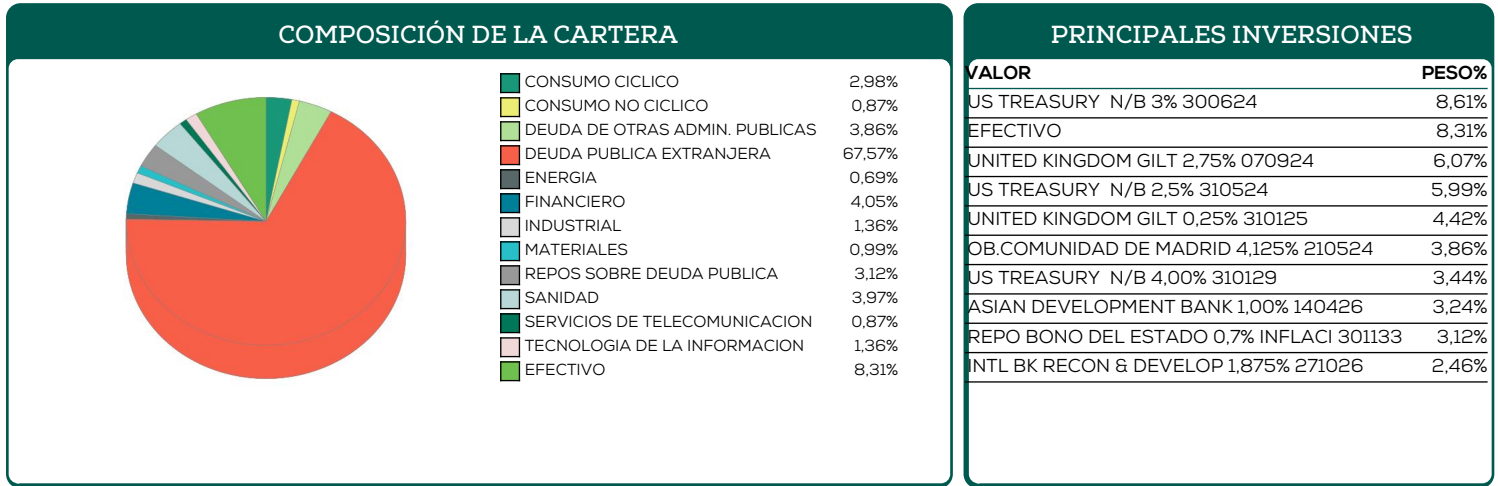 COMPOSICIÓN DE LA CARTERA
CONSUMO CICLICO 2,98%
CONSUMO NO CICLICO 0,87%
DEUDA DE OTRAS ADMIN. PUBLICAS 3,86%
DEUDA PUBLICA EXTRANJERA 67,57%
ENERGIA 0,69%
FINANCIERO 4,05%
INDUSTRIAL 1,36%
MATERIALES 0,99%
REPOS SOBRE DEUDA PUBLICA 3,12%
SANIDAD 3,97%
SERVICIOS DE TELECOMUNICACION 0,87%
TECNOLOGIA DE LA INFORMACION 1,36%
EFECTIVO 8,31%
PRINCIPALES INVERSIONES
VALOR PESO%
US TREASURY N/B 3% 300624 8,61%
EFECTIVO 8,31%
UNITED KINGDOM GILT 2,75% 070924 6,07%
US TREASURY N/B 2,5% 310524 5,99%
UNITED KINGDOM GILT 0,25% 310125 4,42%
OB.COMUNIDAD DE MADRID 4,125% 210524 3,86%
US TREASURY N/B 4,00% 310129 3,44%
ASIAN DEVELOPMENT BANK 1,00% 140426 3,24%
REPO BONO DEL ESTADO 0,7% INFLACI 301133 3,12%
INTL BK RECON & DEVELOP 1,875% 271026 2,46%